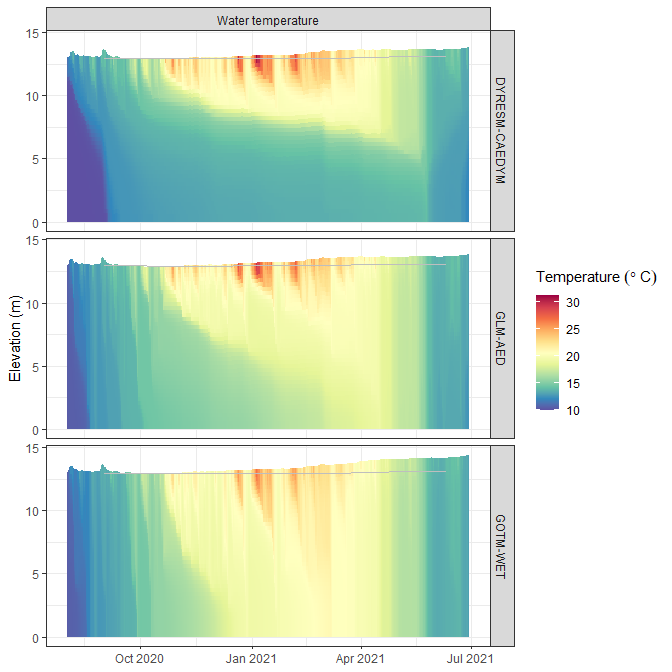 Water temperature
15
10
5
0
DYRESM-CAEDYM
15
10
5
0
GLM-AED
15
10
5
0
GOTM-WET
Elevation (m)
Oct 2020 Jan 2021 Apr 2021 Jul 2021
Temperature (° C)
30
25
20
15
10